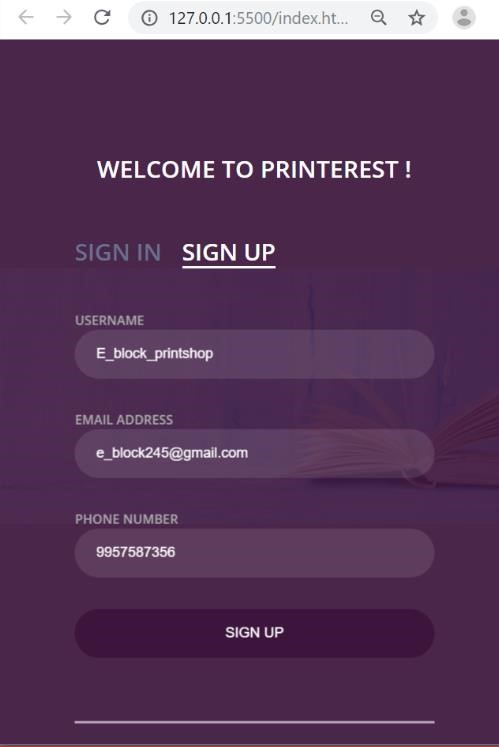 127.0.0.1:5500/index.ht...
WELCOME TO PRINTEREST !
SIGN IN SIGN UP
USERNAME
E_block_printshop
EMAIL ADDRESS
e_block245@gmail.com
PHONE NUMBER
9957587356
SIGN UP